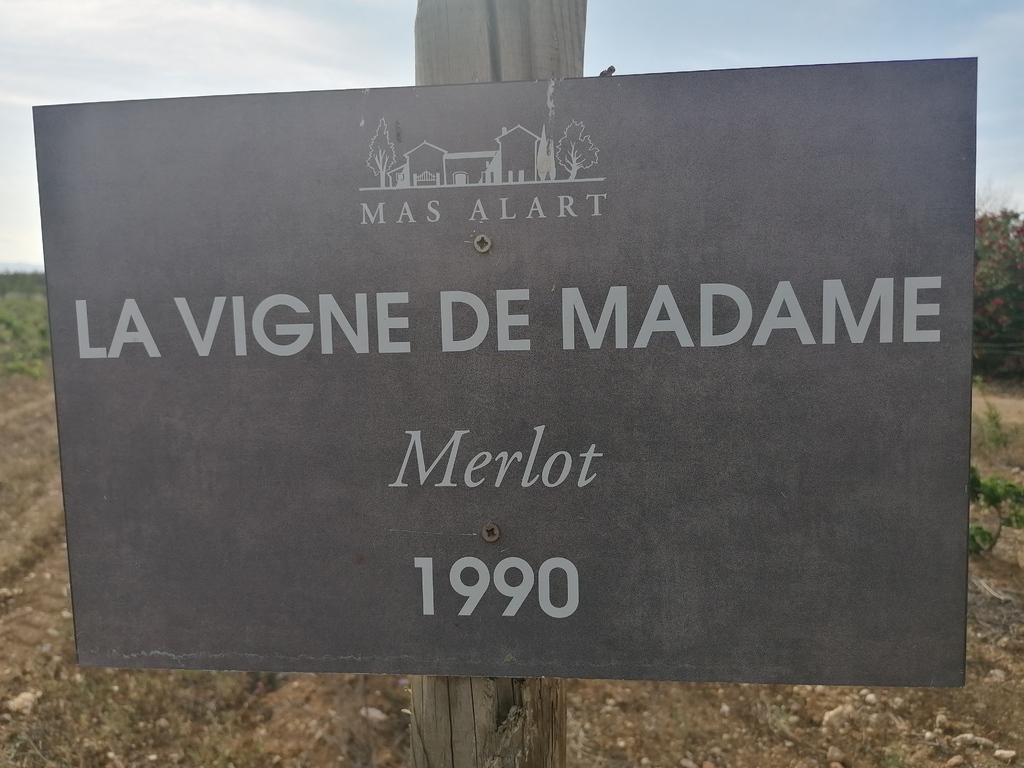 MAS ALART
LA VIGNE DE MADAME
Merlot
1990